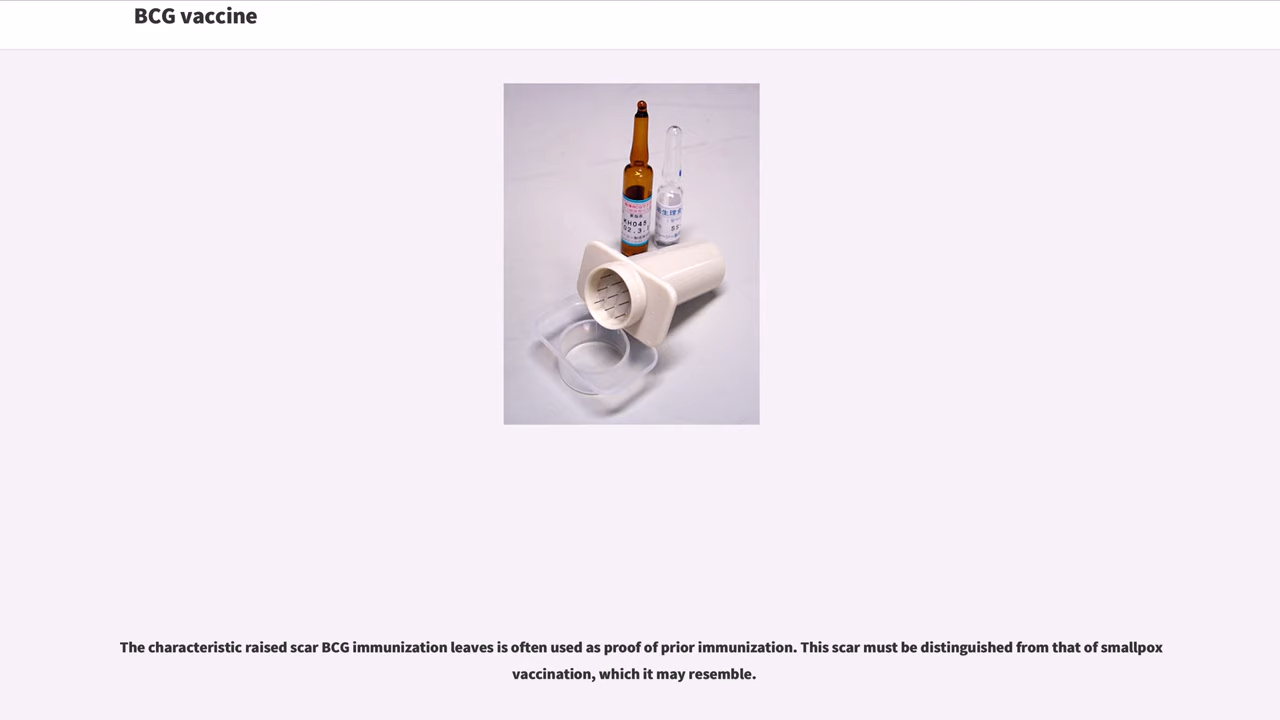 BCG vaccine
KH045
The characteristic raised scar BCG immunization leaves is often used as proof of prior immunization. This scar must be distinguished from that of smallpox
vaccination, which it may resemble.